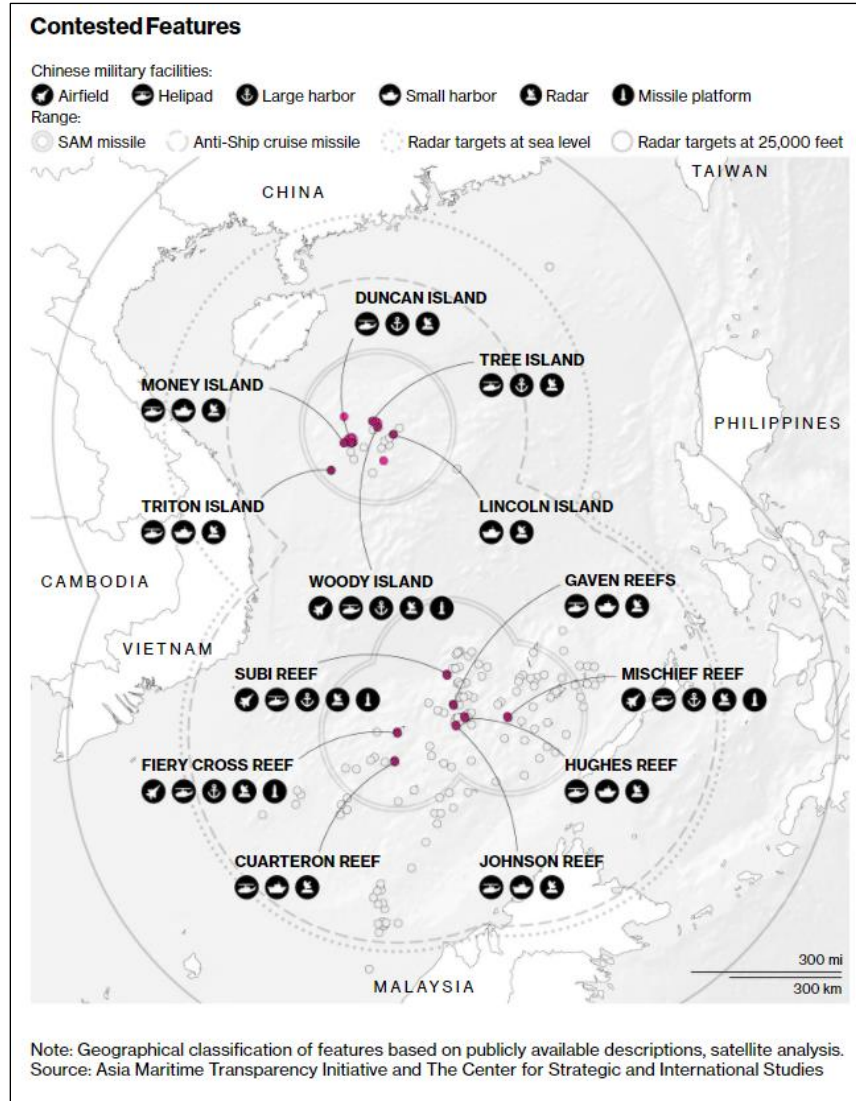 Contested Features
Chinese military facilities:
Airfield Helipad Large harbor Small harbor Radar Missile platform
Range:
SAM missile Anti-Ship cruise missile Radar targets at sea level Radar targets at 25,000 feet
TAIWAN
CHINA
DUNCAN ISLAND
TREE ISLAND
MONEY ISLAND
PHILIPPINES
TRITON ISLAND
LINCOLN ISLAND
WOODY ISLAND
GAVEN REEFS
CAMBODIA
VIETNAM
SUBI REEF
MISCHIEF REEF
FIERY CROSS REEF
HUGHES REEF
CUARTERON REEF
JOHNSON REEF
300 mi
300 km
MALAYSIA
Note: Geographical classification of features based on publicly available descriptions, satellite analysis.
Source: Asia Maritime Transparency Initiative and The Center for Strategic and International Studies